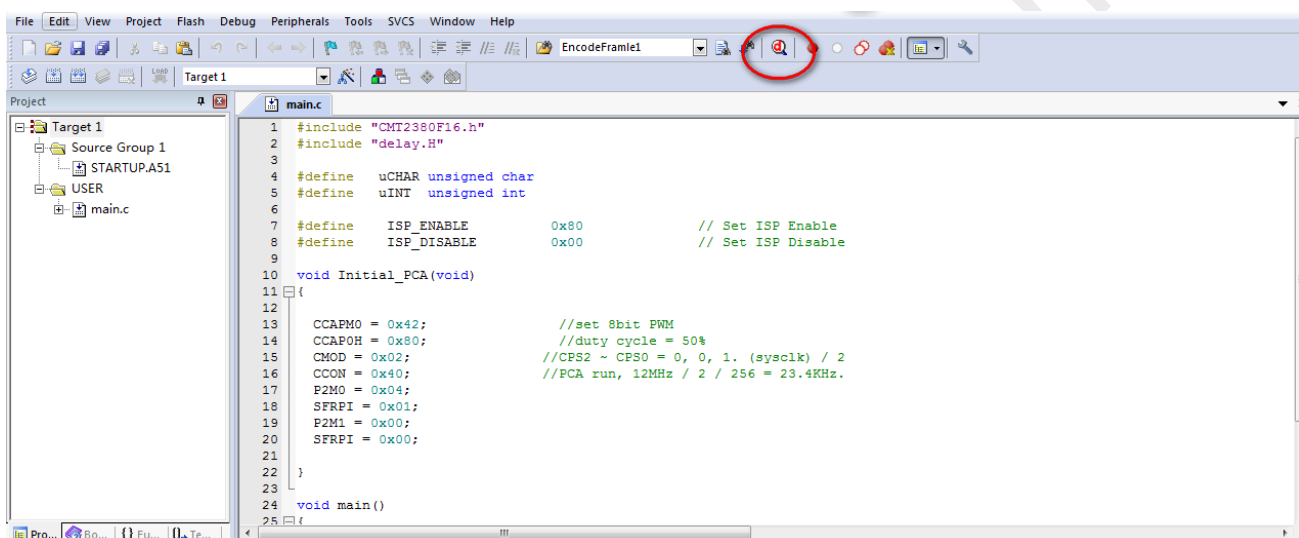 File Edit View Project Flash Debug Peripherals Tools SVCS Window Help
EncodeFramle1
Target 1
Project
main.c
Target 1
Source Group 1
STARTUP.A51
USER
main.c
1 #include "CMT2380F16.h"
2 #include "delay.H"
3
4 #define uCHAR unsigned char
5 #define uINT unsigned int
6
7 #define ISP_ENABLE 0x80 // Set ISP Enable
8 #define ISP_DISABLE 0x00 // Set ISP Disable
9
10 void Initial_PCA(void)
11 {
12
13 CCAPM0 = 0x42; //set 8bit PWM
14 CCAP0H = 0x80; //duty cycle = 50%
15 CMOD = 0x02; //CPS2 ~ CPS0 = 0, 0, 1. (sysclk) / 2
16 CCON = 0x40; //PCA run, 12MHz / 2 / 256 = 23.4KHz.
17 P2M0 = 0x04;
18 SFRPI = 0x01;
19 P2M1 = 0x00;
20 SFRPI = 0x00;
21
22 }
23
24 void main()
25 {
Pro... Bo... {} Fu... Te...